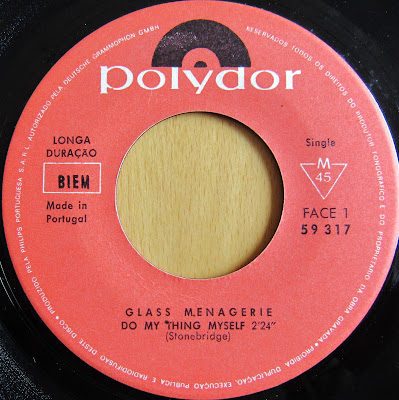 polydor
LONGA
DURAÇÃO
BIEM
Made in
Portugal
Single
M
45
FACE 1
59 317
GLASS MENAGERIE
DO MY THING MYSELF 2'24"
(Stonebridge)
RESERVADOS TODOS OS DIREITOS DO PRODUTOR FONOGRÁFICO E DO PROPRIETÁRIO DA OBRA GRAVADA • PROIBIDA DUPLICAÇÃO, EXECUÇÃO PÚBLICA E RADIODIFUSÃO DESTE DISCO • PRODUZIDO PELA PHILIPS PORTUGUESA S.A.R.L. AUTORIZADO PELA DEUTSCHE GRAMMOPHON GMBH